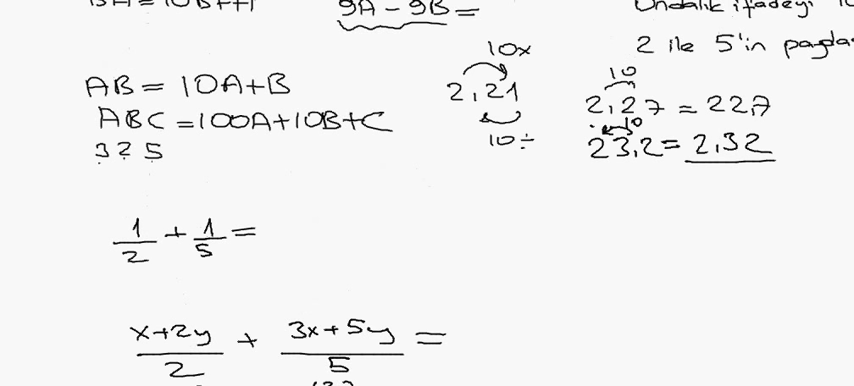 9A - 9B =
Ondalık ifadeyi
2 ile 5'in payda
AB = 10A+B
ABC = 100A+10B+C
3 2 5
10x
2,21
10÷
10
2,27 = 22,7
10
23,2 = 2,32
1/2 + 1/5 =
x+2y/2 + 3x+5y/5 =